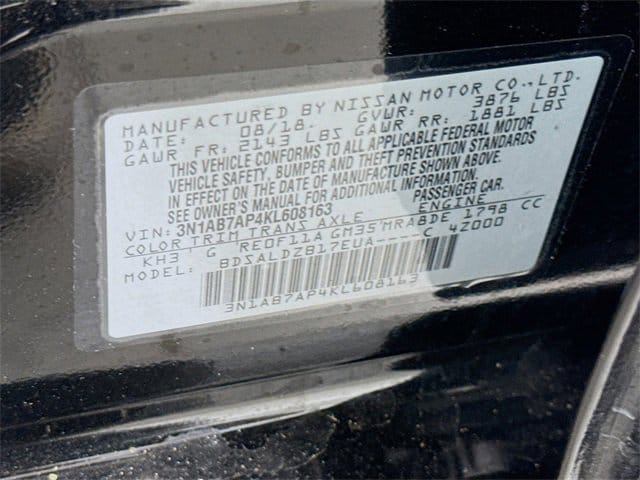 MANUFACTURED BY NISSAN MOTOR CO.,LTD.
DATE: 08/18. GVWR: 3876 LBS
GAWR FR: 2143 LBS GAWR RR: 1881 LBS
THIS VEHICLE CONFORMS TO ALL APPLICABLE FEDERAL MOTOR
VEHICLE SAFETY, BUMPER AND THEFT PREVENTION STANDARDS
IN EFFECT ON THE DATE OF MANUFACTURE SHOWN ABOVE.
SEE OWNER'S MANUAL FOR ADDITIONAL INFORMATION.
VIN: 3N1AB7AP4KL608163 PASSENGER CAR.
COLOR TRIM TRANS AXLE ENGINE
KH3 G RE0F11A GM35 MRA8DE 1798 CC
MODEL: BDSALDZB17EUA----C 4Z000
3N1AB7AP4KL608163